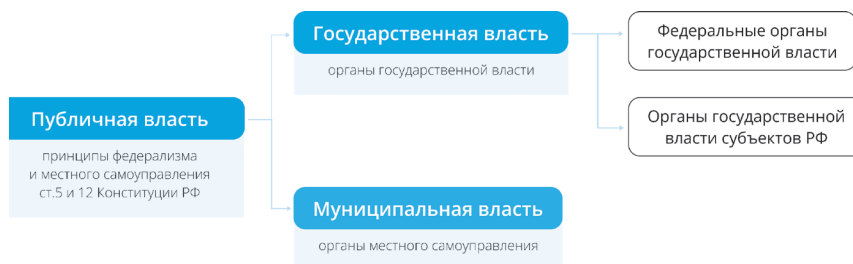 Государственная власть
органы государственной власти
Федеральные органы
государственной власти
Органы государственной
власти субъектов РФ
Публичная власть
принципы федерализма
и местного самоуправления
ст.5 и 12 Конституции РФ
Муниципальная власть
органы местного самоуправления